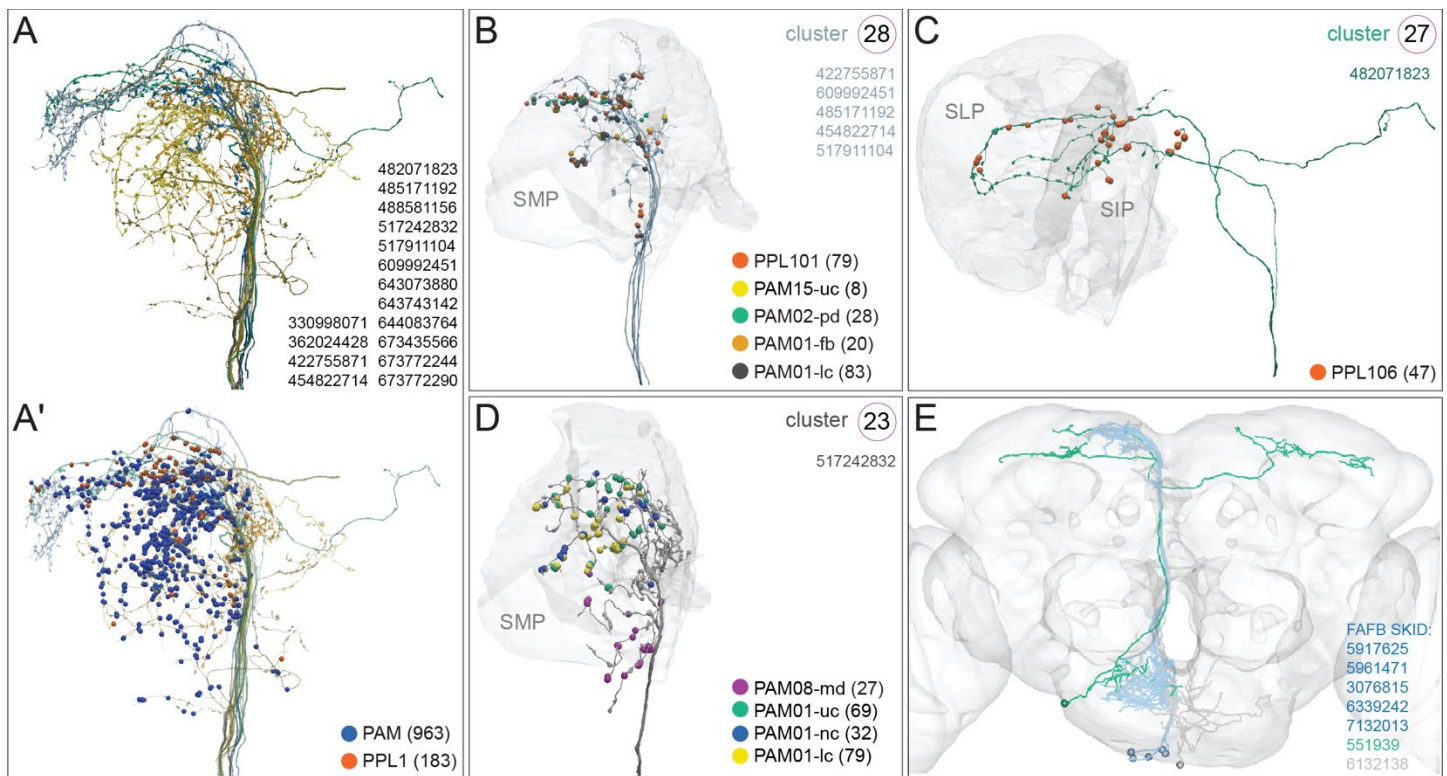 A
482071823
485171192
488581156
517242832
517911104
609992451
643073880
643743142
330998071 644083764
362024428 673435566
422755871 673772244
454822714 673772290
B
cluster 28
422755871
609992451
485171192
454822714
517911104
SMP
PPL101 (79)
PAM15-uc (8)
PAM02-pd (28)
PAM01-fb (20)
PAM01-lc (83)
C
cluster 27
482071823
SLP
SIP
PPL106 (47)
A'
PAM (963)
PPL1 (183)
D
cluster 23
517242832
SMP
PAM08-md (27)
PAM01-uc (69)
PAM01-nc (32)
PAM01-lc (79)
E
FAFB SKID:
5917625
5961471
3076815
6339242
7132013
551939
6132138